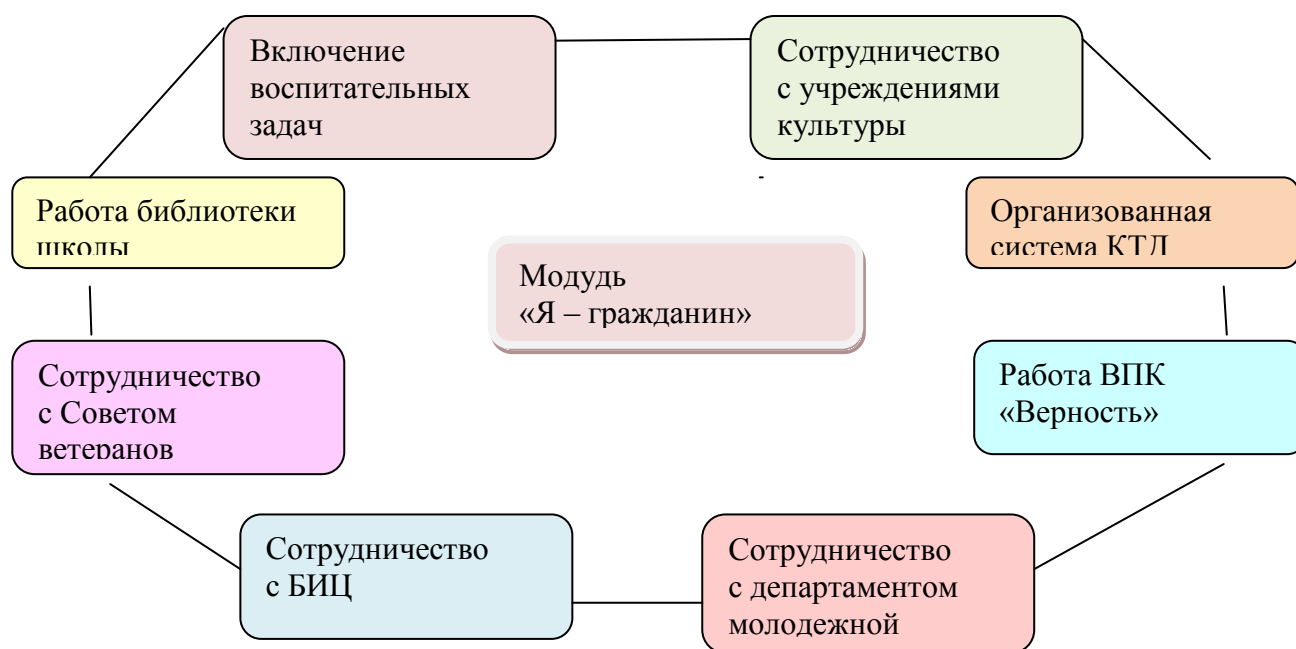 Включение
воспитательных
задач
Сотрудничество
с учреждениями
культуры
Работа библиотеки
школы
Организованная
система КТД
Модудь
«Я – гражданин»
Сотрудничество
с Советом
ветеранов
Работа ВПК
«Верность»
Сотрудничество
с БИЦ
Сотрудничество
с департаментом
молодежной